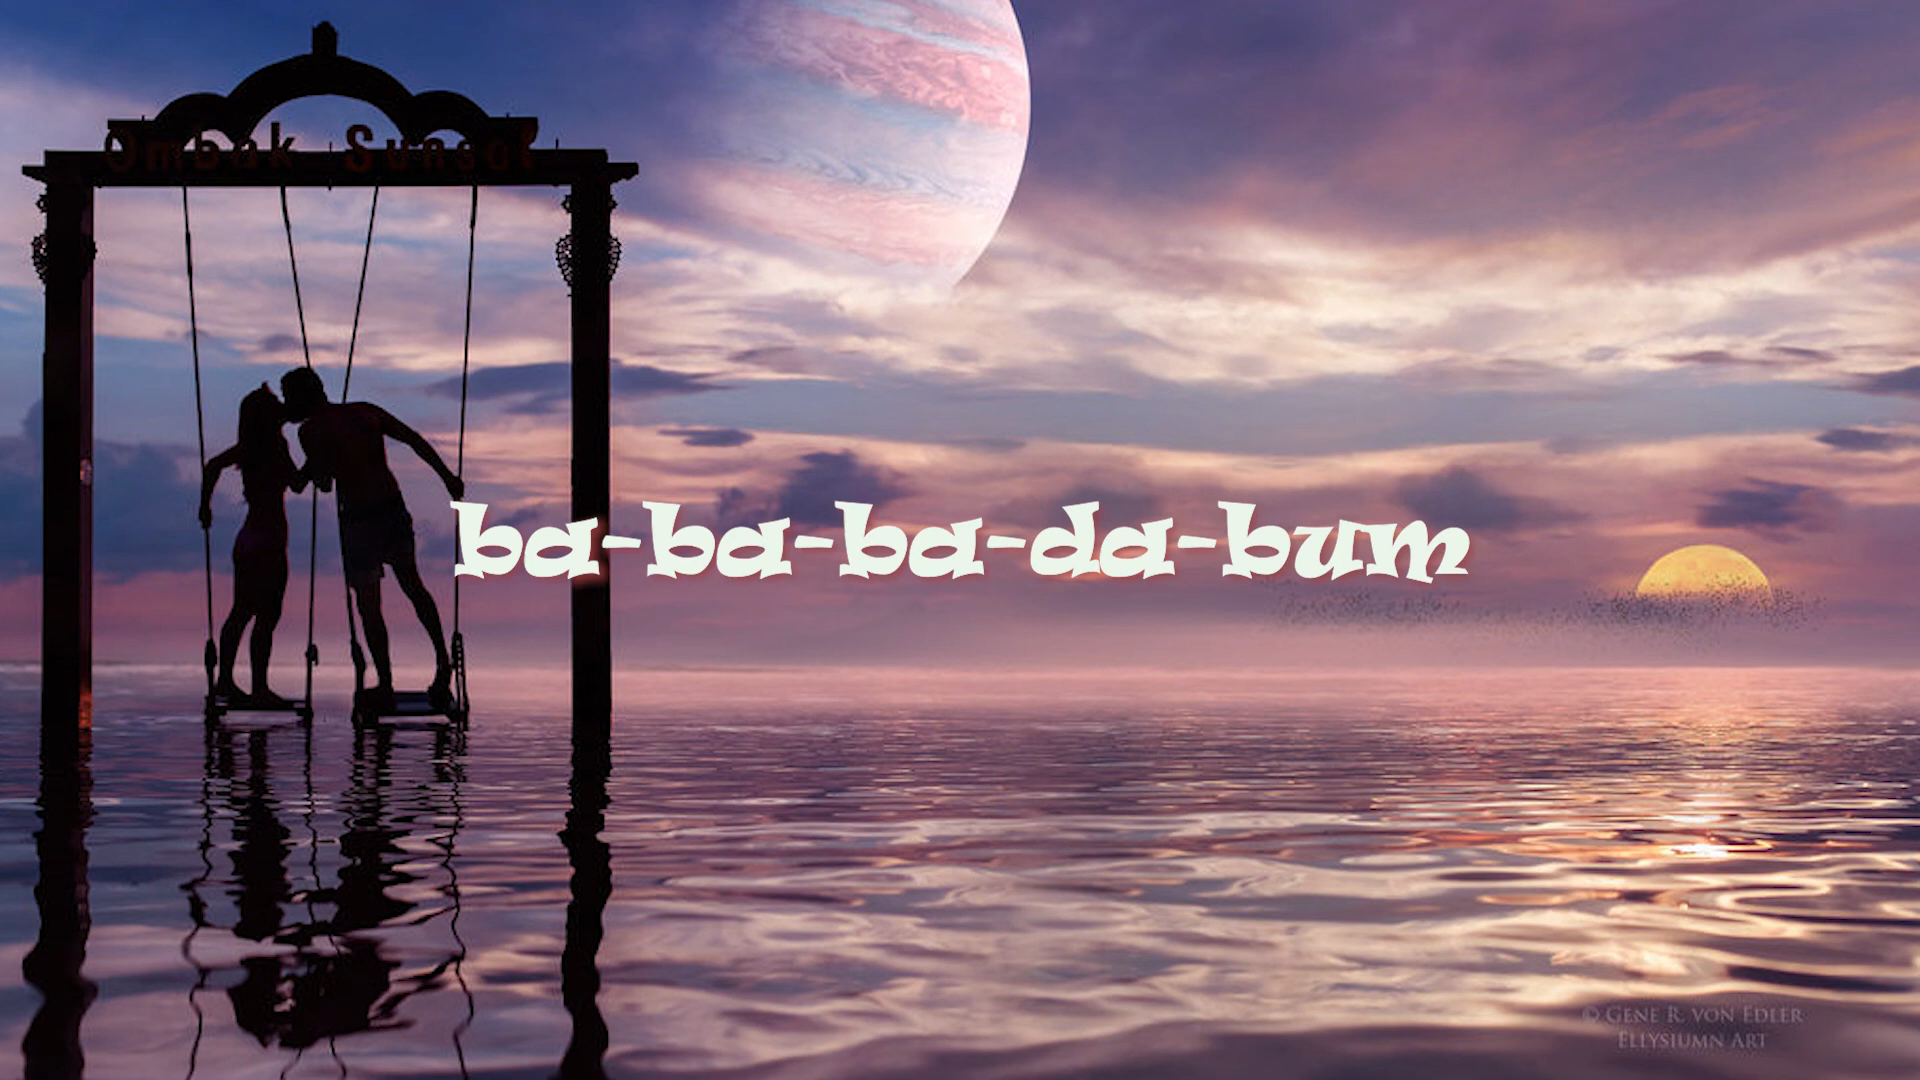 Ombak Sunset
ba-ba-ba-da-bum
© Gene R. von Edler
Ellysiumn Art